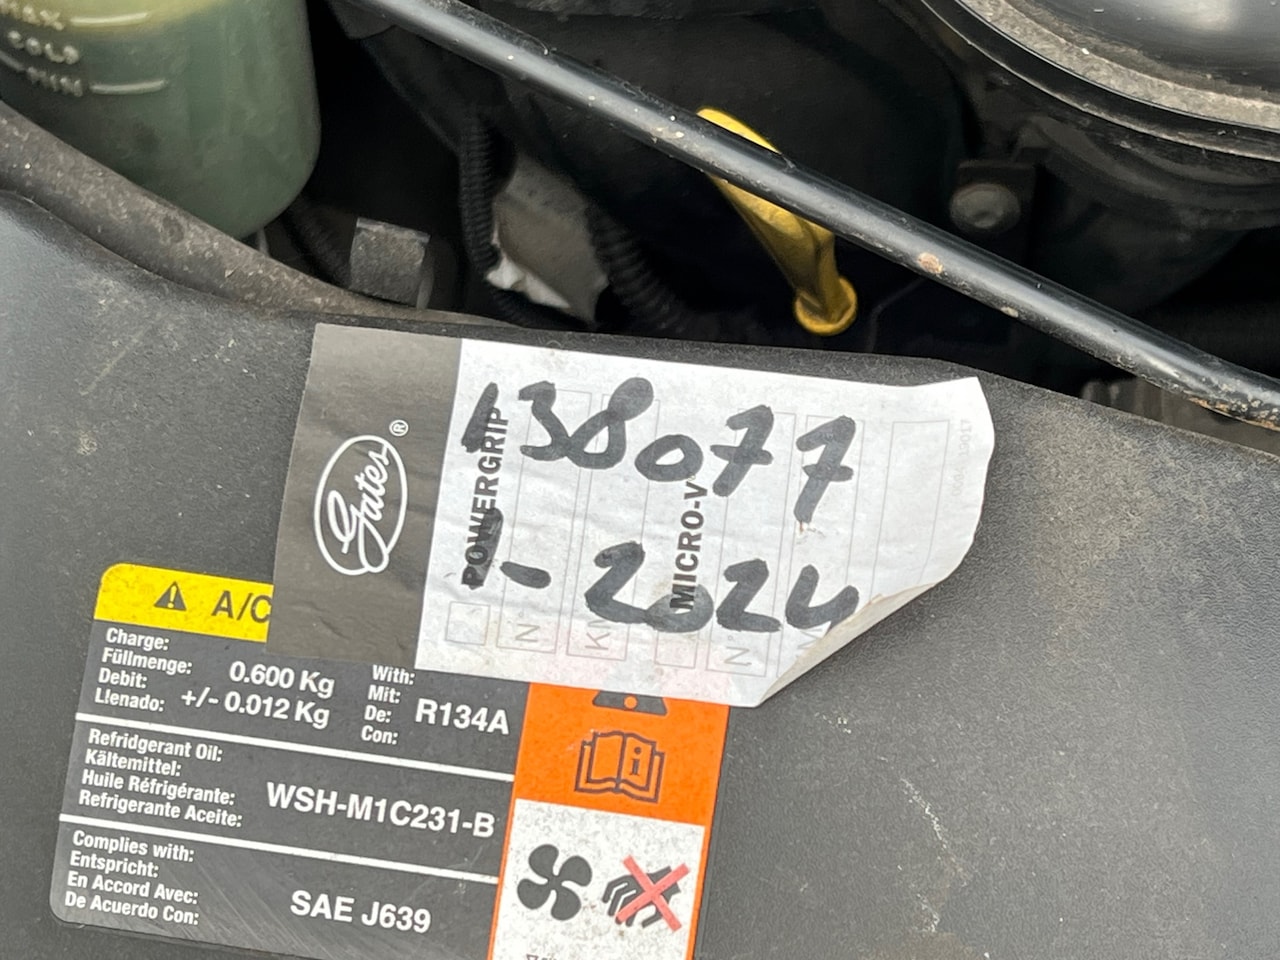 MAX
COLD
MIN
Gates®
POWERGRIP
MICRO-V
138077
- 2024
N°
N°
A/C
Charge:
Füllmenge:
Debit:
Llenado:
0.600 Kg
+/- 0.012 Kg
With:
Mit:
De:
Con:
R134A
Refridgerant Oil:
Kältemittel:
Huile Réfrigérante:
Refrigerante Aceite:
WSH-M1C231-B
Complies with:
Entspricht:
En Accord Avec:
De Acuerdo Con:
SAE J639